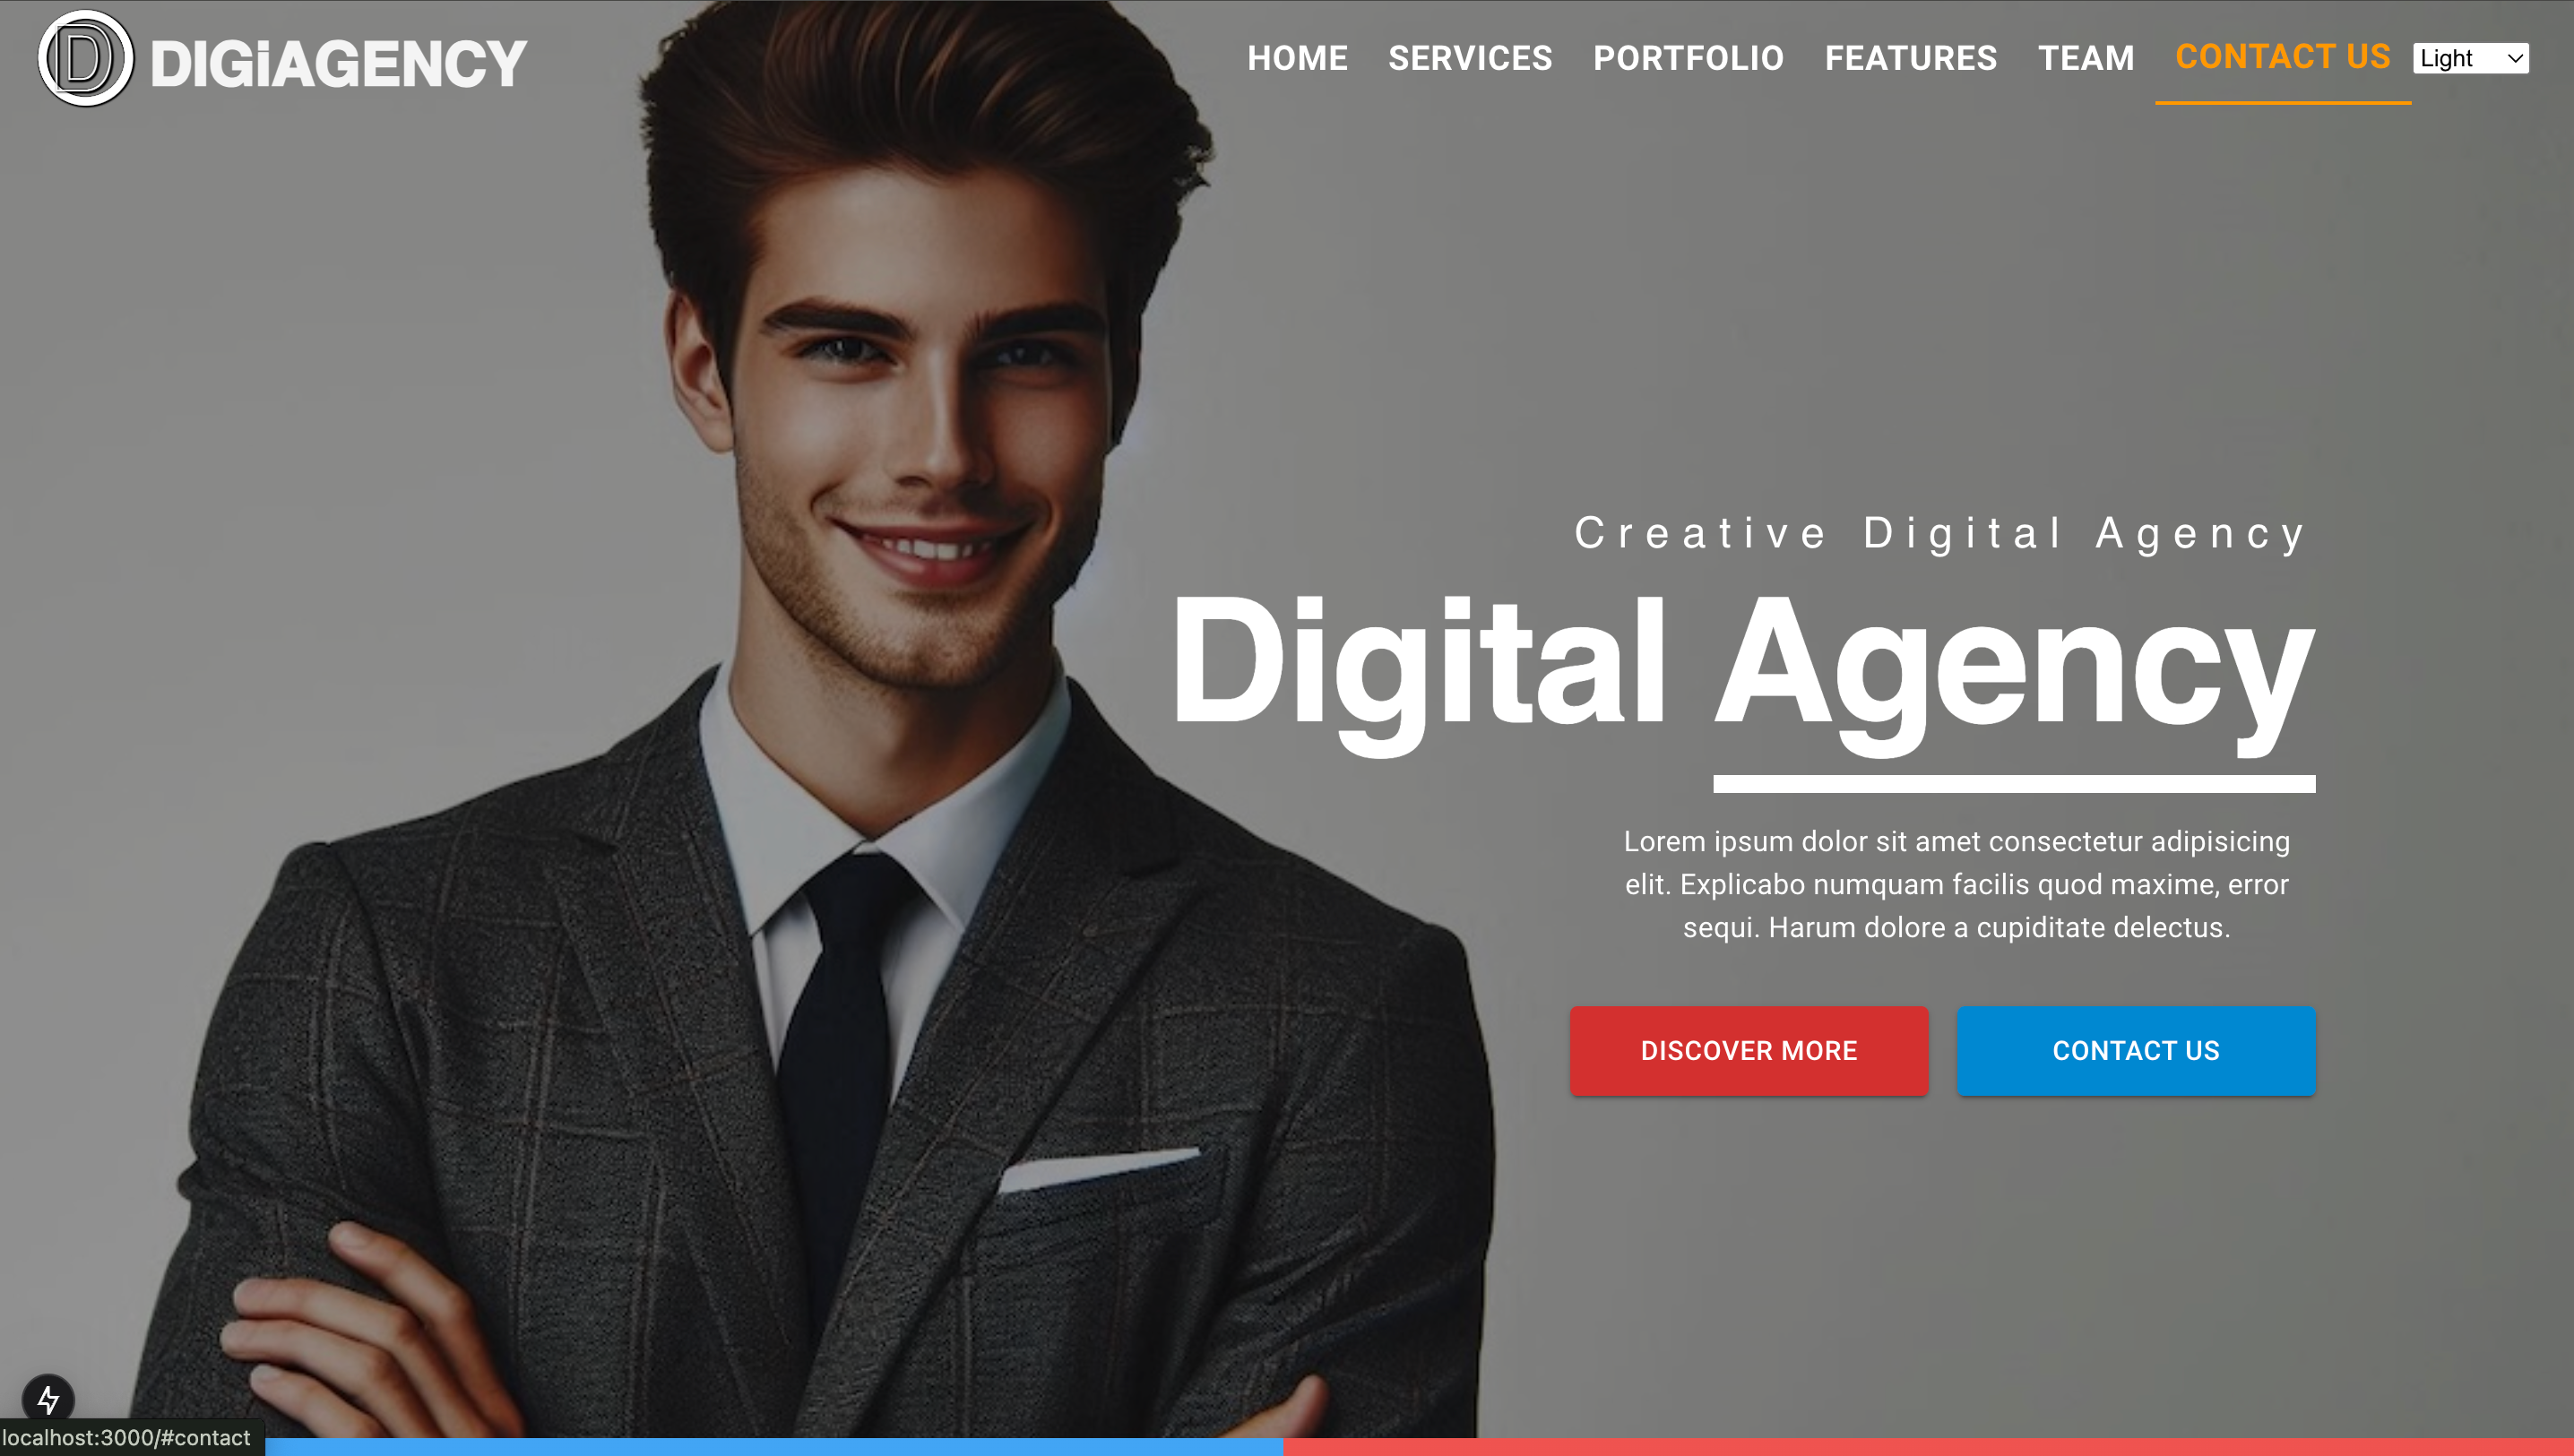 D DIGiAGENCY
HOME SERVICES PORTFOLIO FEATURES TEAM CONTACT US Light
Creative Digital Agency
Digital Agency
Lorem ipsum dolor sit amet consectetur adipisicing
elit. Explicabo numquam facilis quod maxime, error
sequi. Harum dolore a cupiditate delectus.
DISCOVER MORE CONTACT US
localhost:3000/#contact